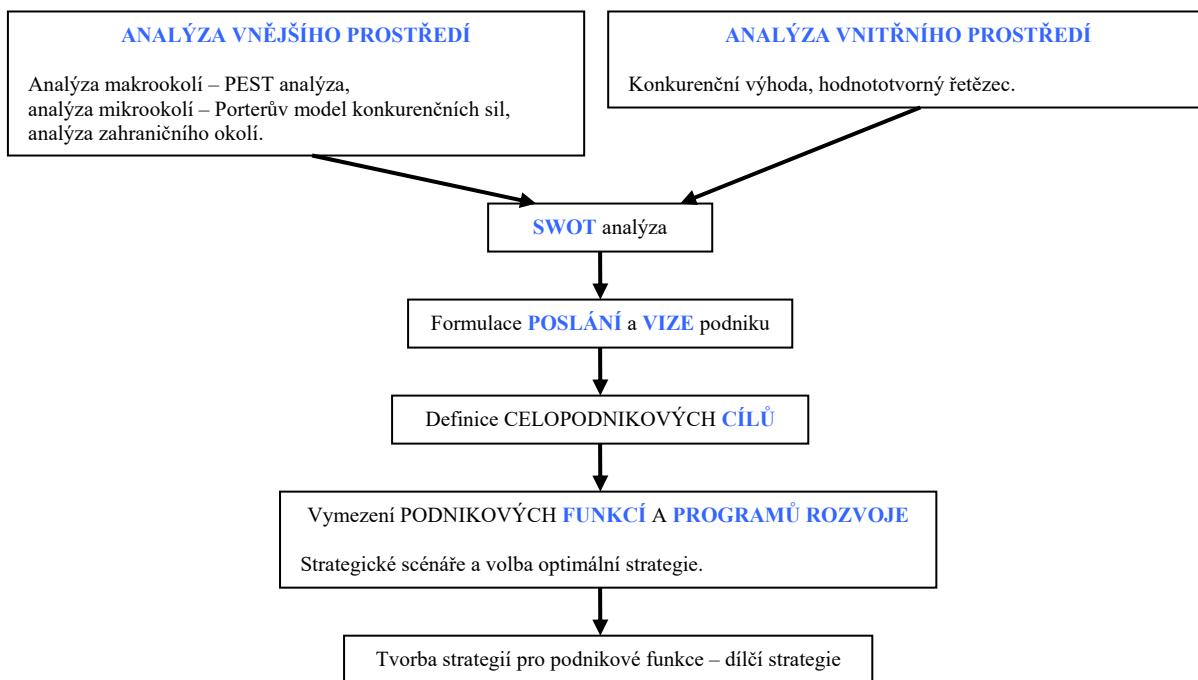 ANALÝZA VNĚJŠÍHO PROSTŘEDÍ
Analýza makrookolí – PEST analýza,
analýza mikrookolí – Porterův model konkurenčních sil,
analýza zahraničního okolí.
ANALÝZA VNITŘNÍHO PROSTŘEDÍ
Konkurenční výhoda, hodnototvorný řetězec.
SWOT analýza
Formulace POSLÁNÍ a VIZE podniku
Definice CELOPODNIKOVÝCH CÍLŮ
Vymezení PODNIKOVÝCH FUNKCÍ A PROGRAMŮ ROZVOJE
Strategické scénáře a volba optimální strategie.
Tvorba strategií pro podnikové funkce – dílčí strategie